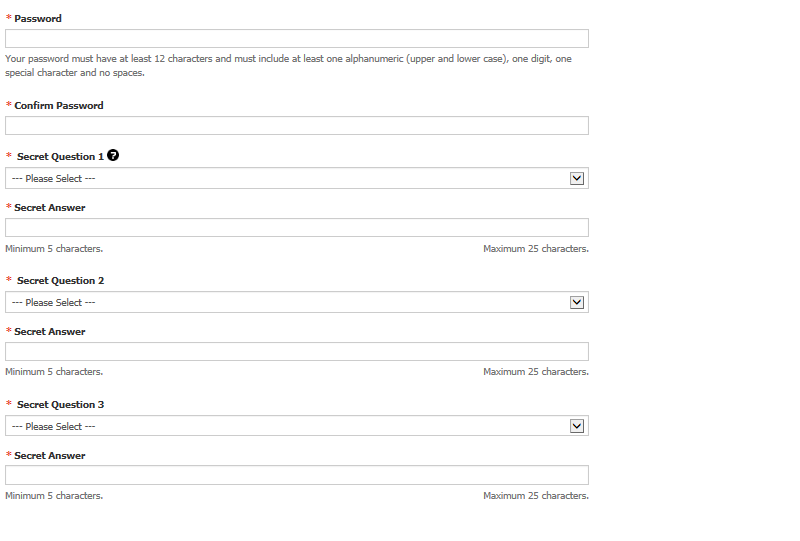 * Password
Your password must have at least 12 characters and must include at least one alphanumeric (upper and lower case), one digit, one
special character and no spaces.
* Confirm Password
* Secret Question 1 ?
--- Please Select ---
* Secret Answer
Minimum 5 characters. Maximum 25 characters.
* Secret Question 2
--- Please Select ---
* Secret Answer
Minimum 5 characters. Maximum 25 characters.
* Secret Question 3
--- Please Select ---
* Secret Answer
Minimum 5 characters. Maximum 25 characters.